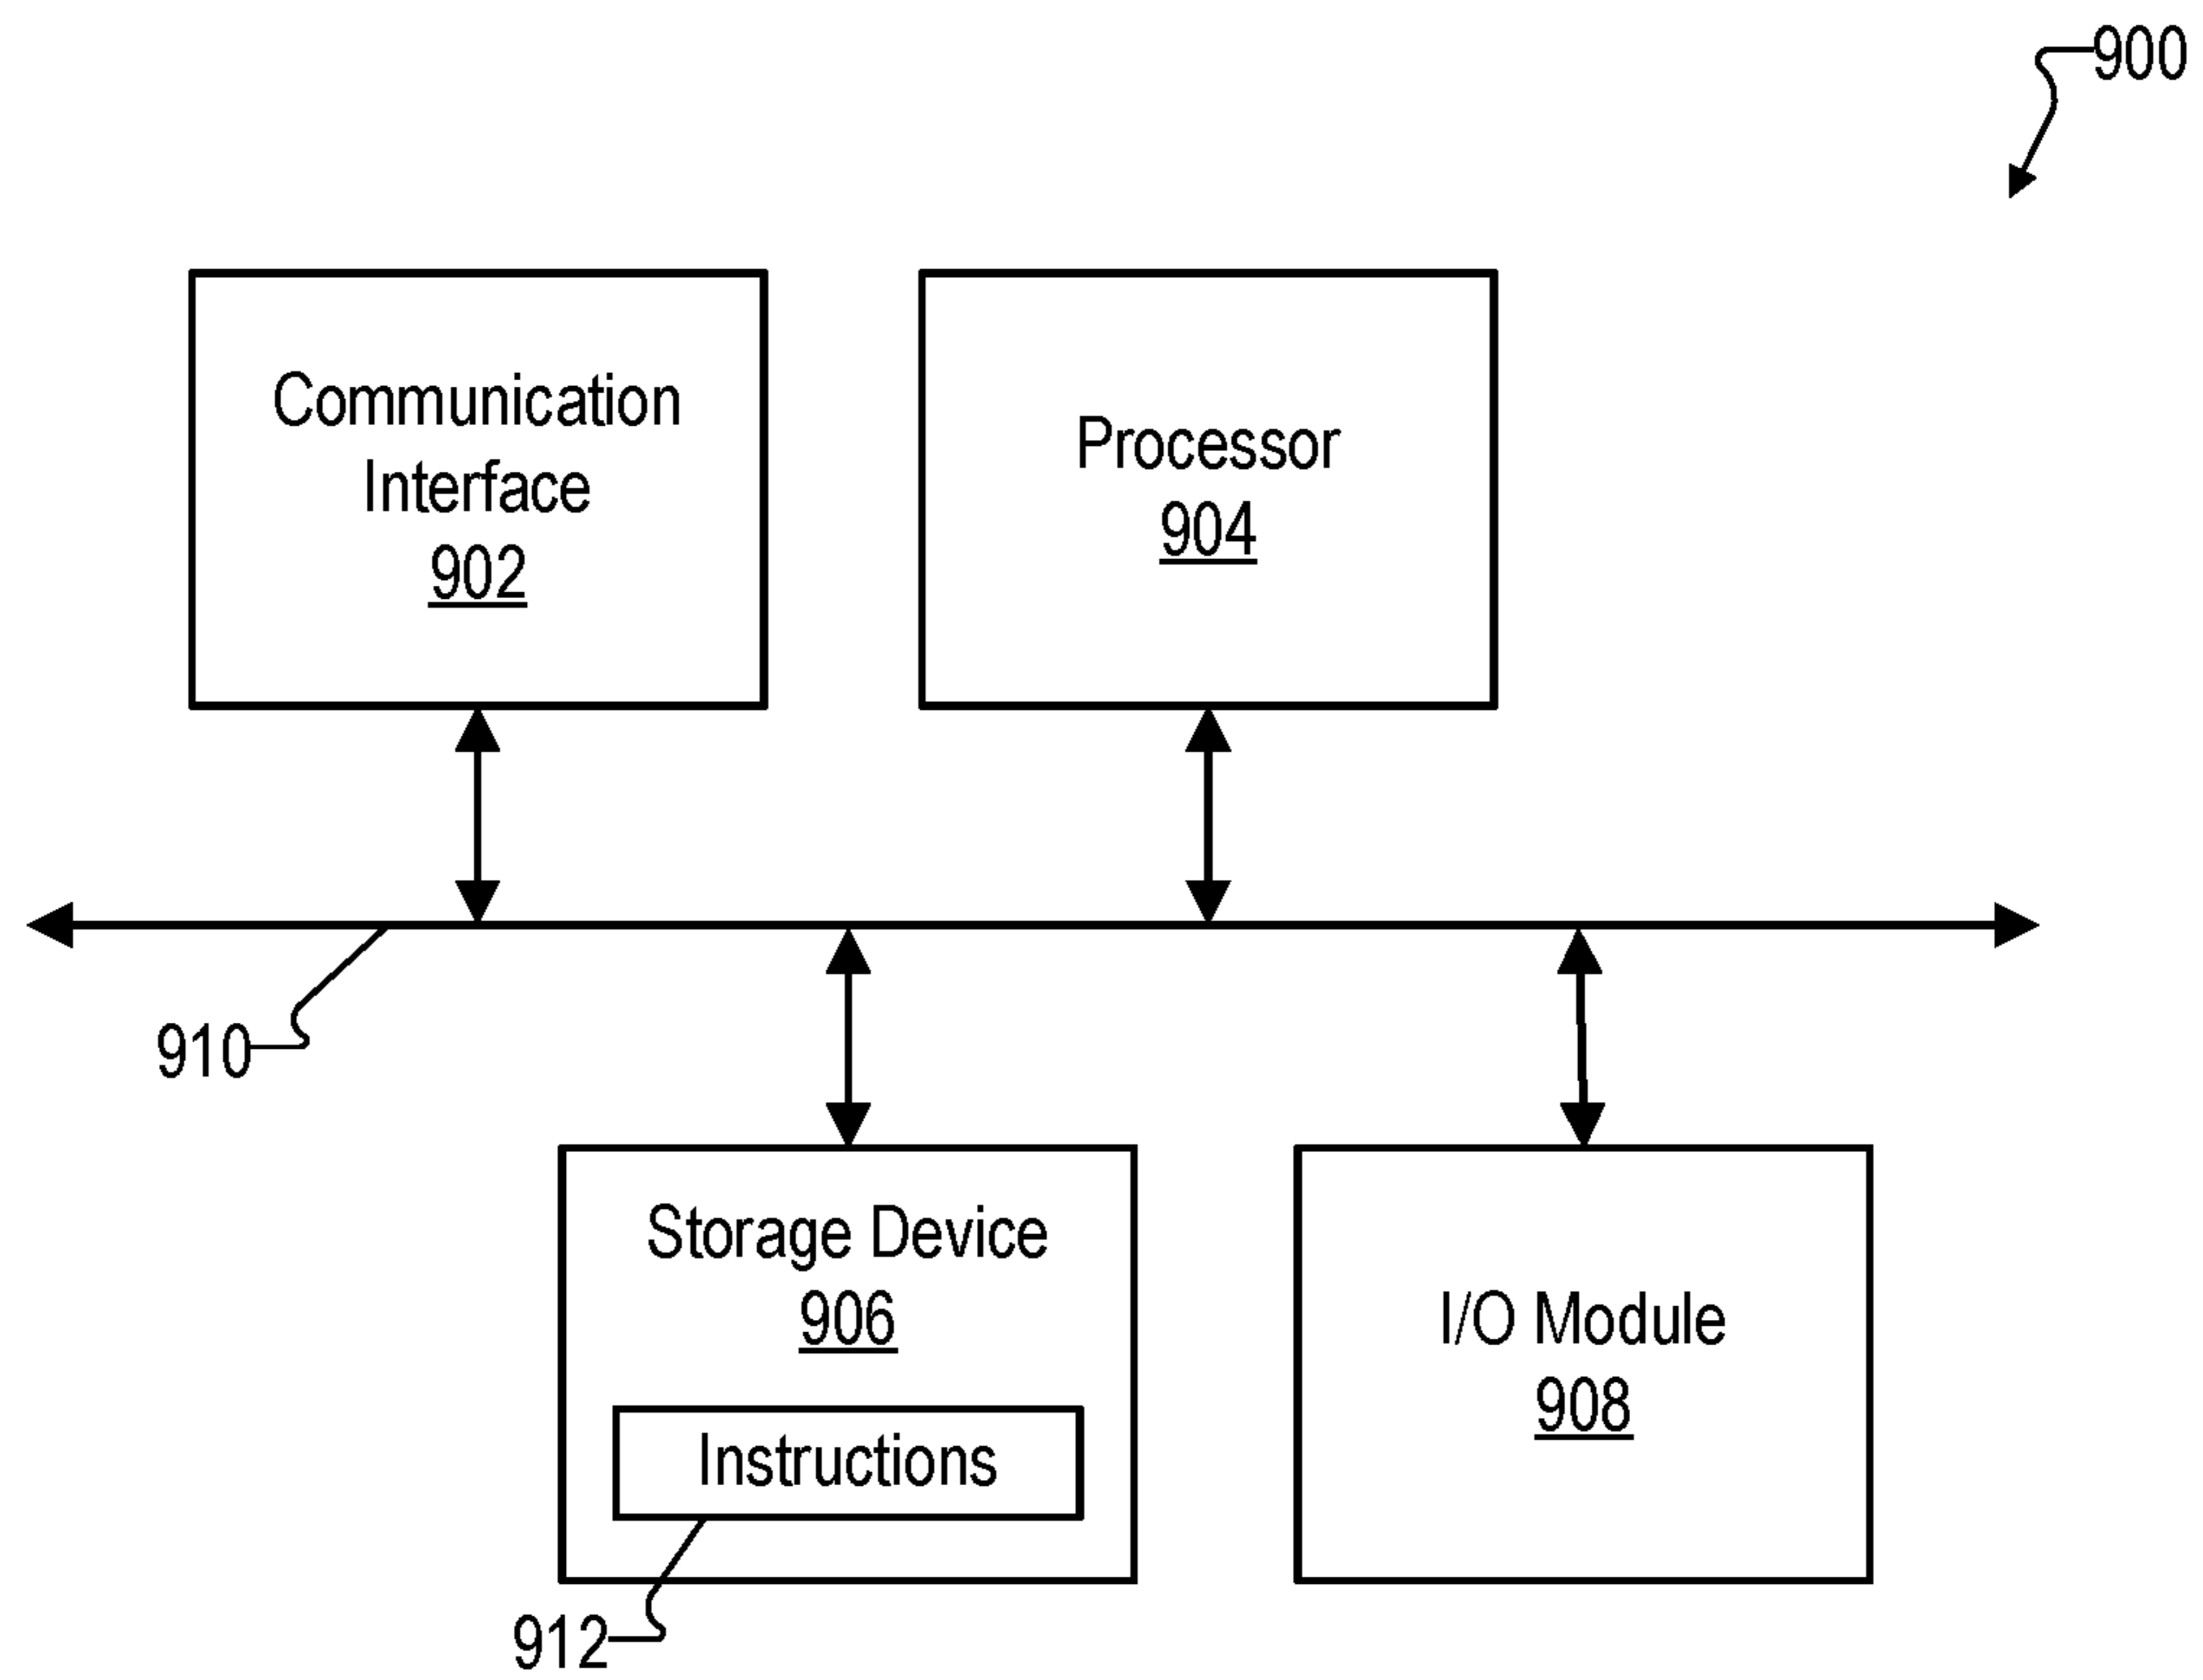 900
Communication
Interface
902
Processor
904
910
Storage Device
906
Instructions
912
I/O Module
908